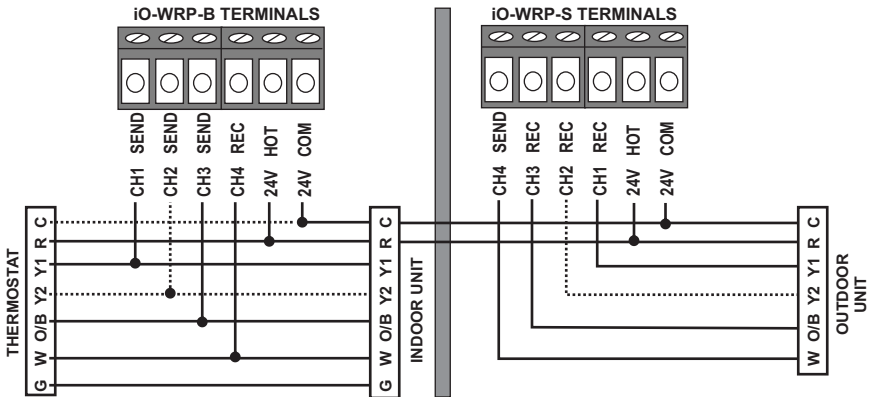 iO-WRP-B TERMINALS
iO-WRP-S TERMINALS
CH1 SEND
CH2 SEND
CH3 SEND
CH4 REC
24V HOT
24V COM
CH4 SEND
CH3 REC
CH2 REC
CH1 REC
24V HOT
24V COM
THERMOSTAT
C
R
Y1
Y2
O/B
W
G
INDOOR UNIT
C
R
Y1
Y2
O/B
W
G
C
R
Y1
Y2
O/B
W
OUTDOOR
UNIT